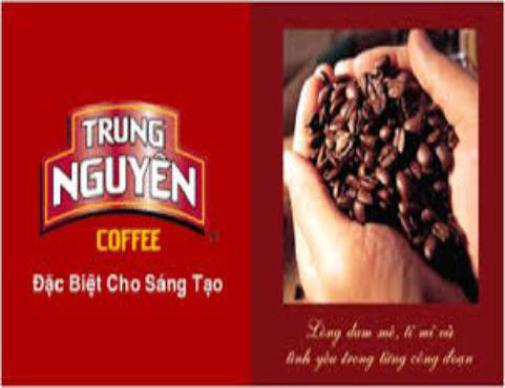 TRUNG
NGUYÊN
COFFEE
Đặc Biệt Cho Sáng Tạo
Lòng đam mê, tỉ mỉ và
tình yêu trong từng công đoạn